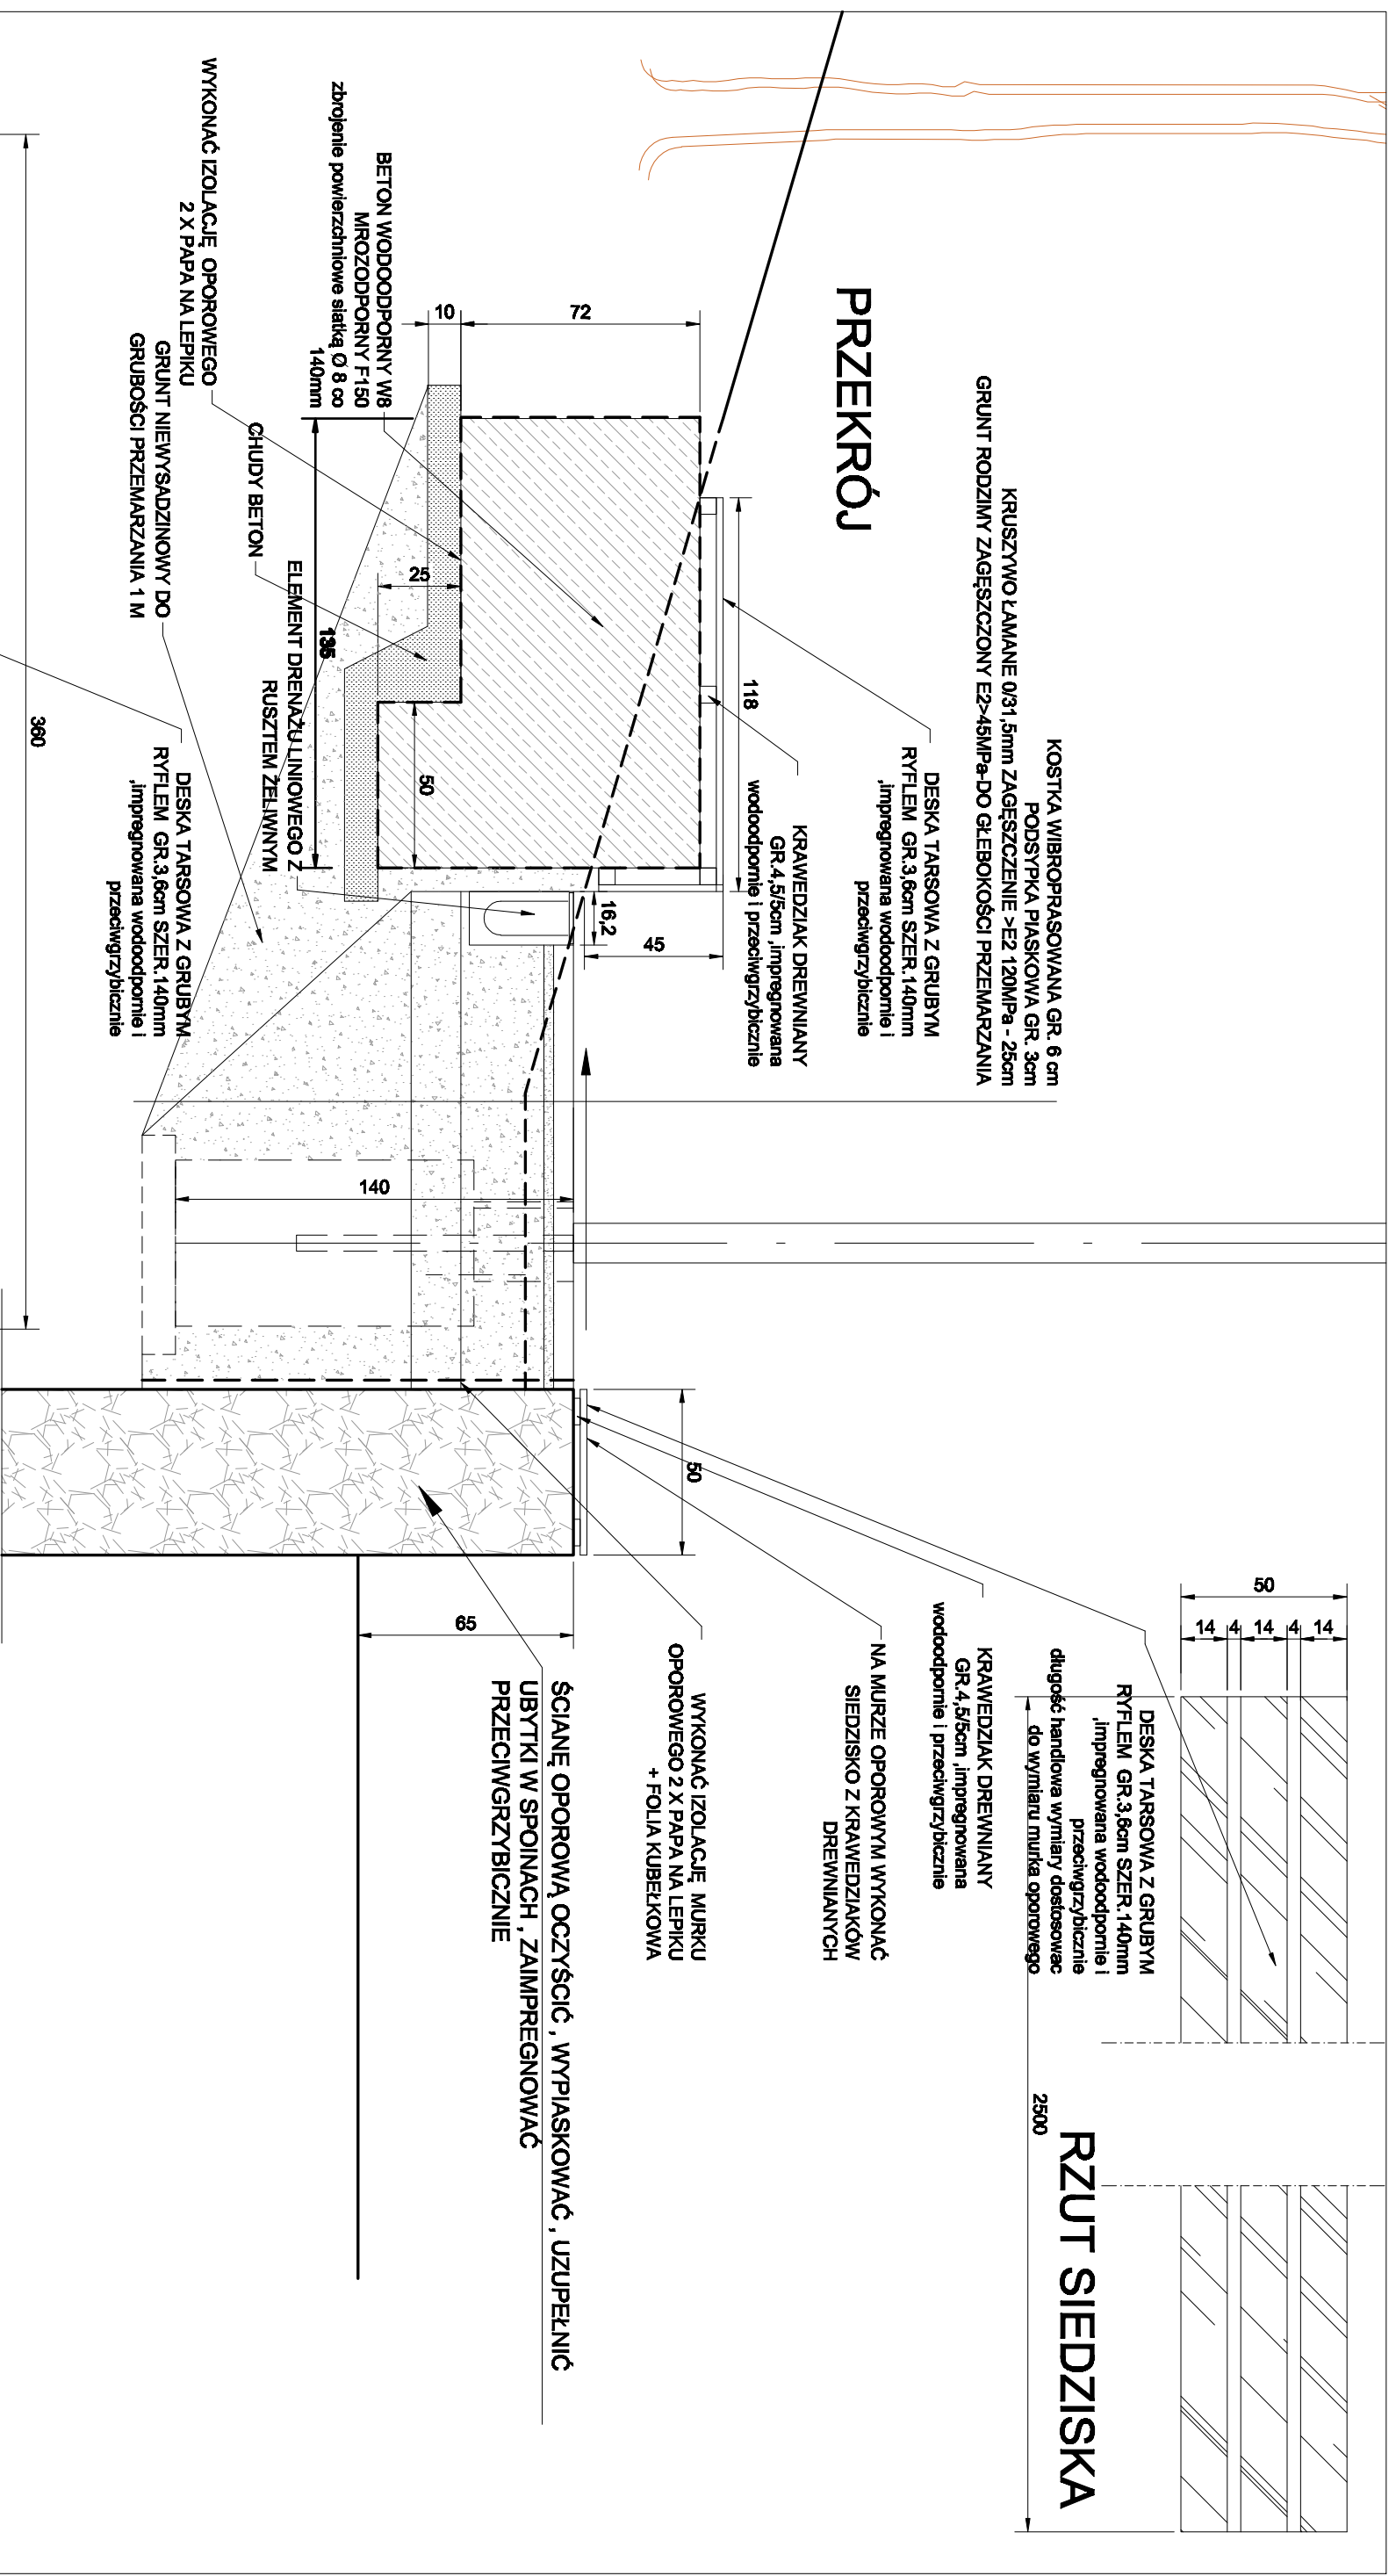 PRZEKRÓJ
KOSTKA WIBROPRASOWANA GR. 6 cm
PODSYPKA PIASKOWA GR. 3cm
KRUSZYWO ŁAMANE 0/31,5mm ZAGĘSZCZENIE >E2 120MPa - 25cm
GRUNT RODZIMY ZAGĘSZCZONY E2>45MPa-DO GŁEBOKOŚCI PRZEMARZANIA
DESKA TARSOWA Z GRUBYM
RYFLEM GR.3,6cm SZER.140mm
,impregnowana wodoodpornie i
przeciwgrzybicznie
KRAWEDZIAK DREWNIANY
GR.4,5/5cm ,impregnowana
wodoodpornie i przeciwgrzybicznie
118
72
10
45
16,2
25
50
135
140
360
BETON WODOODPORNY W8
MROZODPORNY F150
zbrojenie powierzchniowe siatką Ø 8 co
140mm
WYKONAĆ IZOLACJĘ OPOROWEGO
2 X PAPA NA LEPIKU
CHUDY BETON
GRUNT NIEWYSADZINOWY DO
GRUBOŚCI PRZEMARZANIA 1 M
ELEMENT DRENAŻU LINIOWEGO Z
RUSZTEM ŻELIWNYM
DESKA TARSOWA Z GRUBYM
RYFLEM GR.3,6cm SZER.140mm
,impregnowana wodoodpornie i
przeciwgrzybicznie
RZUT SIEDZISKA
50
14
4
14
4
14
2500
DESKA TARSOWA Z GRUBYM
RYFLEM GR.3,6cm SZER.140mm
,impregnowana wodoodpornie i
przeciwgrzybicznie
długość handlowa wymiary dostosowac
do wymiaru murka oporowego
KRAWEDZIAK DREWNIANY
GR.4,5/5cm ,impregnowana
wodoodpornie i przeciwgrzybicznie
NA MURZE OPOROWYM WYKONAĆ
SIEDZISKO Z KRAWEDZIAKÓW
DREWNIANYCH
50
65
WYKONAĆ IZOLACJĘ MURKU
OPOROWEGO 2 X PAPA NA LEPIKU
+ FOLIA KUBEŁKOWA
ŚCIANĘ OPOROWĄ OCZYŚCIĆ , WYPIASKOWAĆ , UZUPEŁNIĆ
UBYTKI W SPOINACH , ZAIMPREGNOWAĆ
PRZECIWGRZYBICZNIE